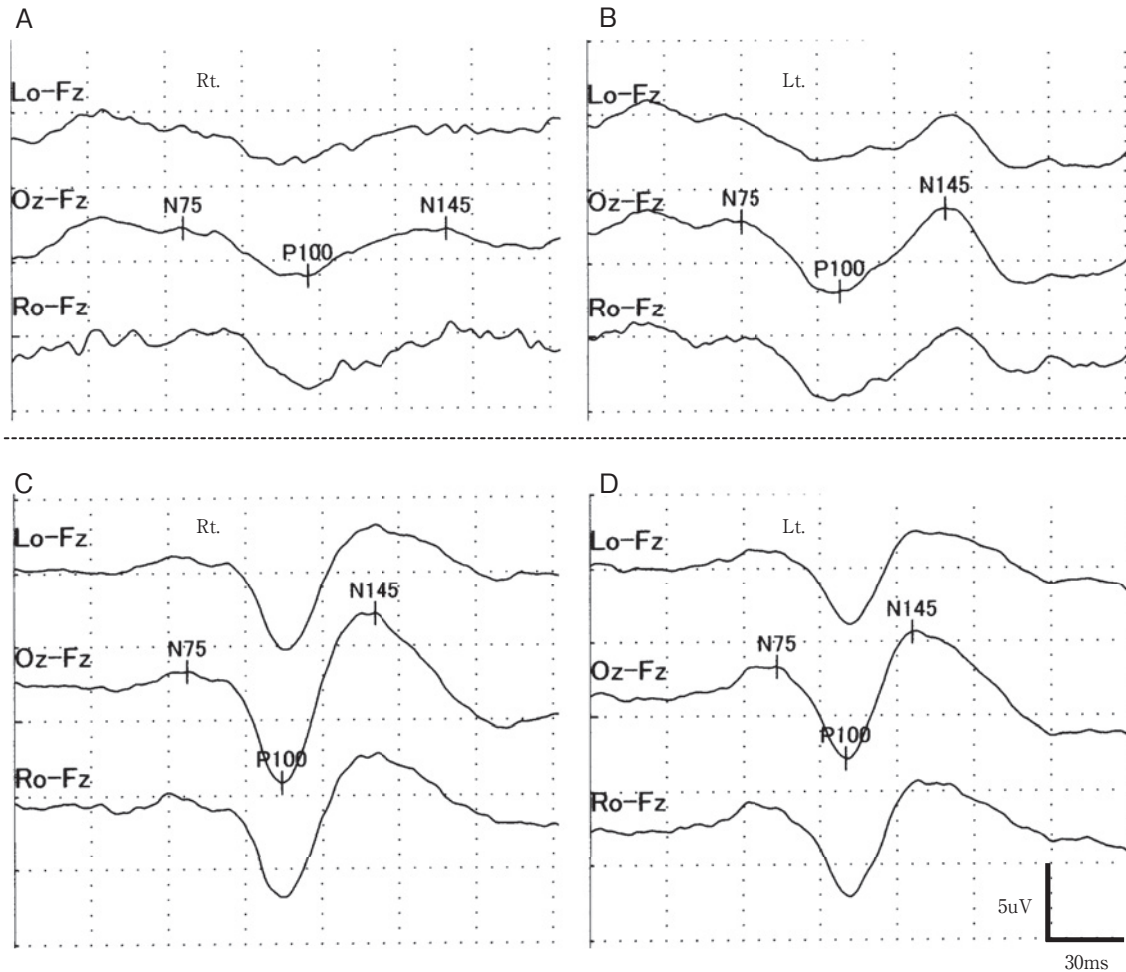 A
Rt.
Lo-Fz
Oz-Fz
N75
P100
N145
Ro-Fz
B
Lt.
Lo-Fz
Oz-Fz
N75
P100
N145
Ro-Fz
C
Rt.
Lo-Fz
Oz-Fz
N75
P100
N145
Ro-Fz
D
Lt.
Lo-Fz
Oz-Fz
N75
P100
N145
Ro-Fz
5uV
30ms